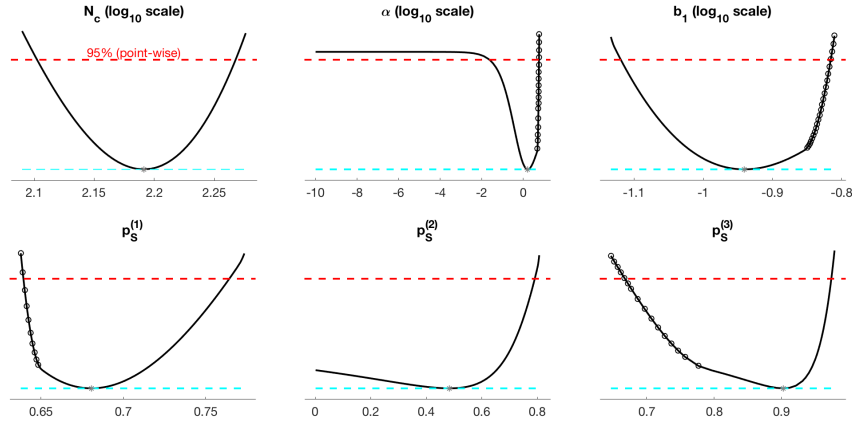 N_c (log_10 scale)
α (log_10 scale)
b_1 (log_10 scale)
95% (point-wise)
2.1 2.15 2.2 2.25
-10 -8 -6 -4 -2 0
-1.1 -1 -0.9 -0.8
p_S^(1)
p_S^(2)
p_S^(3)
0.65 0.7 0.75
0 0.2 0.4 0.6 0.8
0.7 0.8 0.9